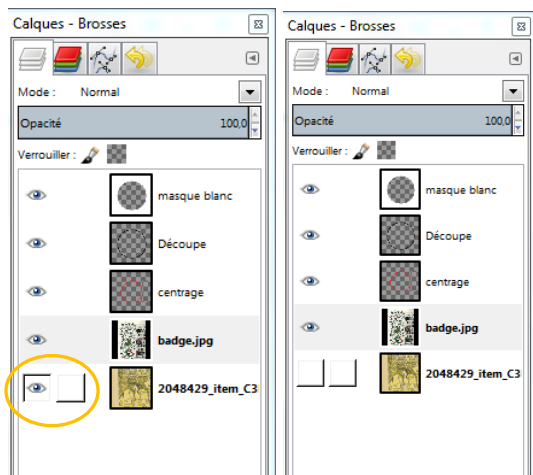 Calques - Brosses
Mode : Normal
Opacité 100,0
Verrouiller :
masque blanc
Découpe
centrage
badge.jpg
2048429_item_C3
Calques - Brosses
Mode : Normal
Opacité 100,0
Verrouiller :
masque blanc
Découpe
centrage
badge.jpg
2048429_item_C3